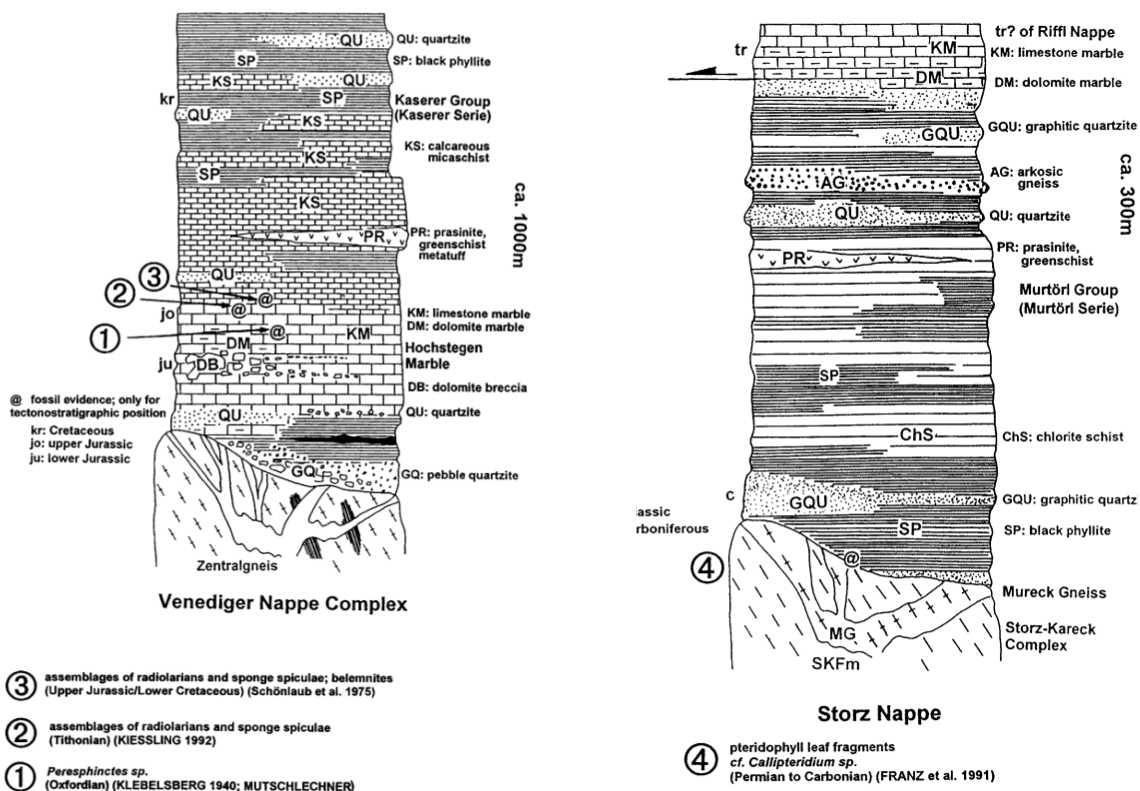 QU
QU: quartzite
SP
SP: black phyllite
KS
QU
SP
kr
Kaserer Group
(Kaserer Serie)
QU
KS
KS
KS: calcareous
micaschist
SP
KS
ca. 1000m
PR
PR: prasinite,
greenschist
metatuff
QU
③
②
@
@
jo
KM: limestone marble
①
@
KM
DM: dolomite marble
DM
Hochstegen
Marble
ju
DB
DB: dolomite breccia
@ fossil evidence; only for
tectonostratigraphic position
QU
QU: quartzite
kr: Cretaceous
jo: upper Jurassic
ju: lower Jurassic
GQ
GQ: pebble quartzite
Zentralgneis
Venediger Nappe Complex
③ assemblages of radiolarians and sponge spiculae; belemnites
(Upper Jurassic/Lower Cretaceous) (Schönlaub et al. 1975)
② assemblages of radiolarians and sponge spiculae
(Tithonian) (KIESSLING 1992)
① Peresphinctes sp.
(Oxfordian) (KLEBELSBERG 1940; MUTSCHLECHNER)
tr? of Riffl Nappe
tr
KM
KM: limestone marble
DM
DM: dolomite marble
GQU
GQU: graphitic quartzite
ca. 300m
AG
AG: arkosic
gneiss
QU
QU: quartzite
PR
PR: prasinite,
greenschist
Murtörl Group
(Murtörl Serie)
SP
ChS
ChS: chlorite schist
c
GQU
GQU: graphitic quartz
assic
rboniferous
SP
SP: black phyllite
④
@
Mureck Gneiss
MG
Storz-Kareck
Complex
SKFm
Storz Nappe
④ pteridophyll leaf fragments
cf. Callipteridium sp.
(Permian to Carbonian) (FRANZ et al. 1991)